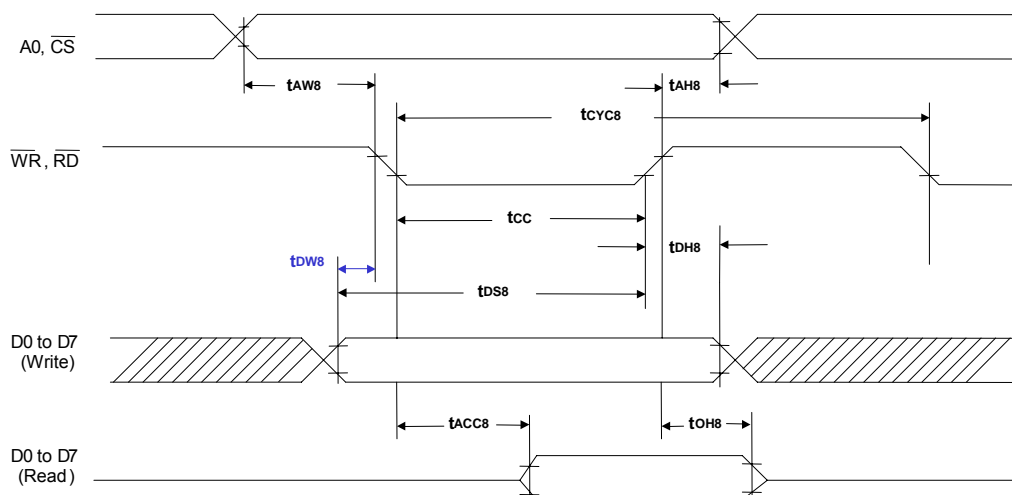 A0, CS
tAW8
tAH8
tCYC8
WR, RD
tCC
tDH8
tDW8
tDS8
D0 to D7
(Write)
tACC8
tOH8
D0 to D7
(Read)